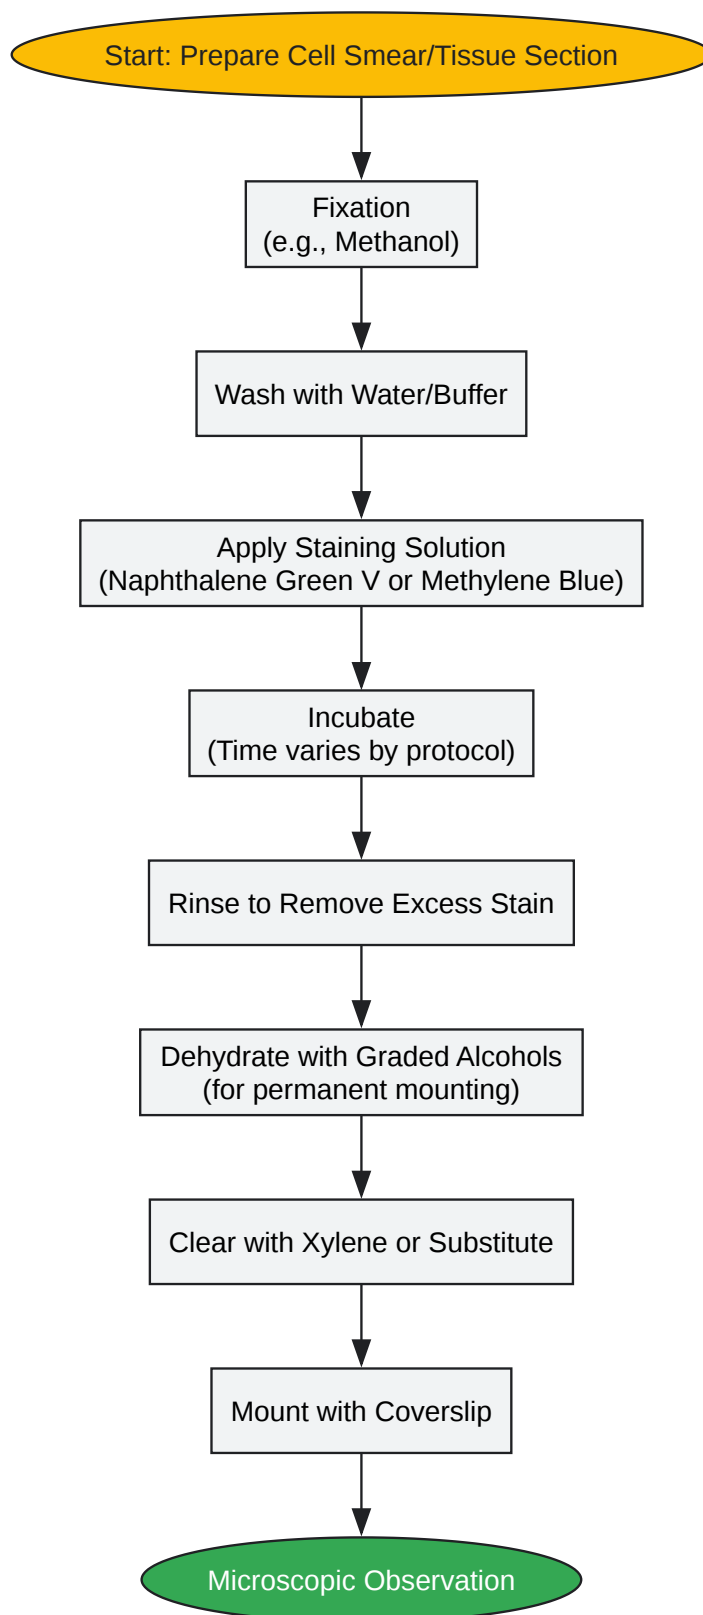 Start: Prepare Cell Smear/Tissue Section
Fixation
(e.g., Methanol)
Wash with Water/Buffer
Apply Staining Solution
(Naphthalene Green V or Methylene Blue)
Incubate
(Time varies by protocol)
Rinse to Remove Excess Stain
Dehydrate with Graded Alcohols
(for permanent mounting)
Clear with Xylene or Substitute
Mount with Coverslip
Microscopic Observation